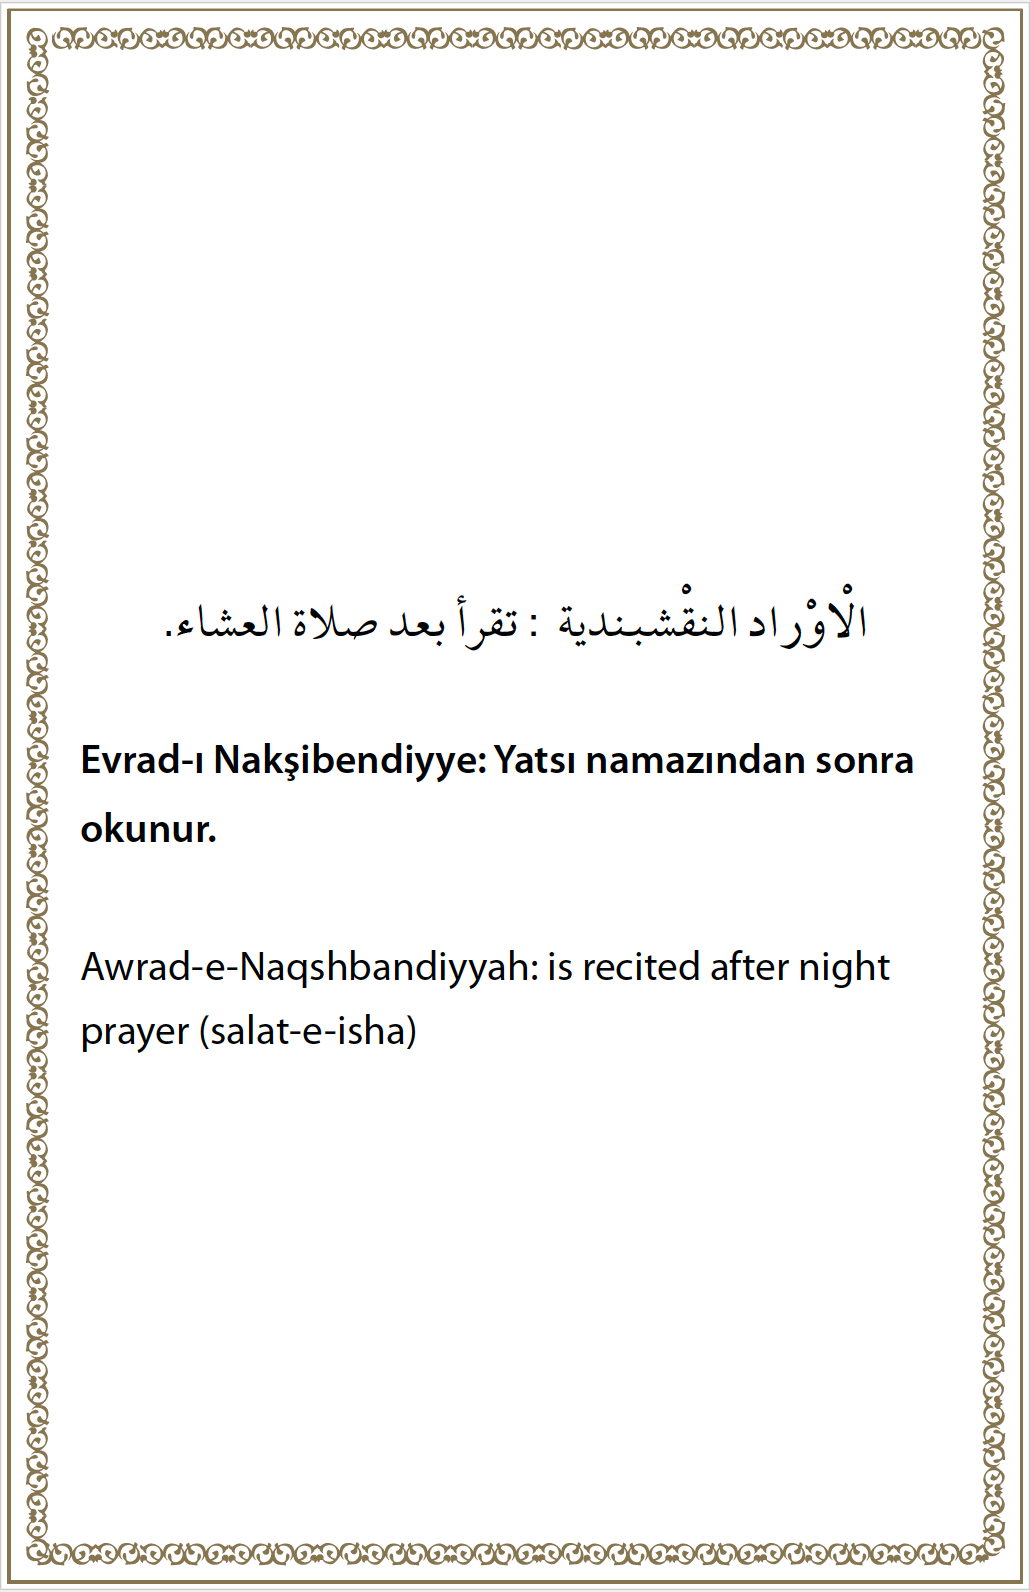 الْاوْراد النقْشبندية : تقرأ بعد صلاة العشاء.
Evrad-ı Nakşibendiyye: Yatsı namazından sonra
okunur.
Awrad-e-Naqshbandiyyah: is recited after night
prayer (salat-e-isha)